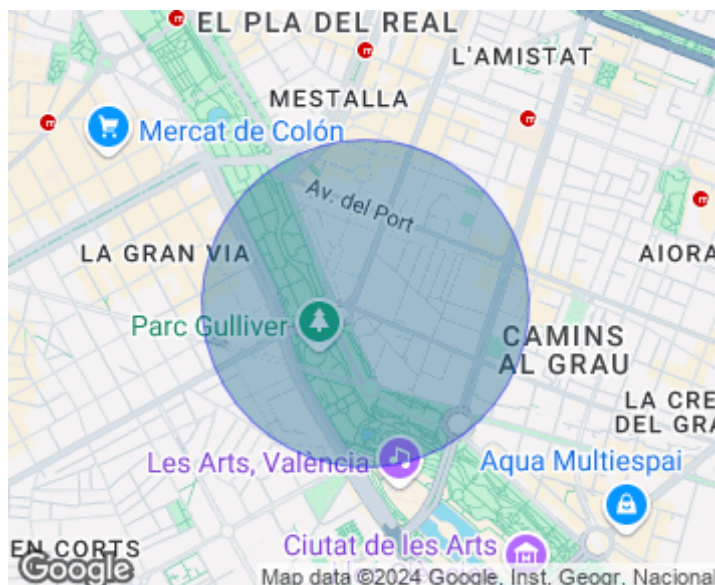 EL PLA DEL REAL
L'AMISTAT
MESTALLA
Mercat de Colón
Av. del Port
LA GRAN VIA
AIORA
Parc Gulliver
CAMINS
AL GRAU
LA CRE
DEL GRA
Les Arts, València
Aqua Multiespai
EN CORTS
Ciutat de les Arts
Google
Map data ©2024 Google, Inst. Geogr. Nacional